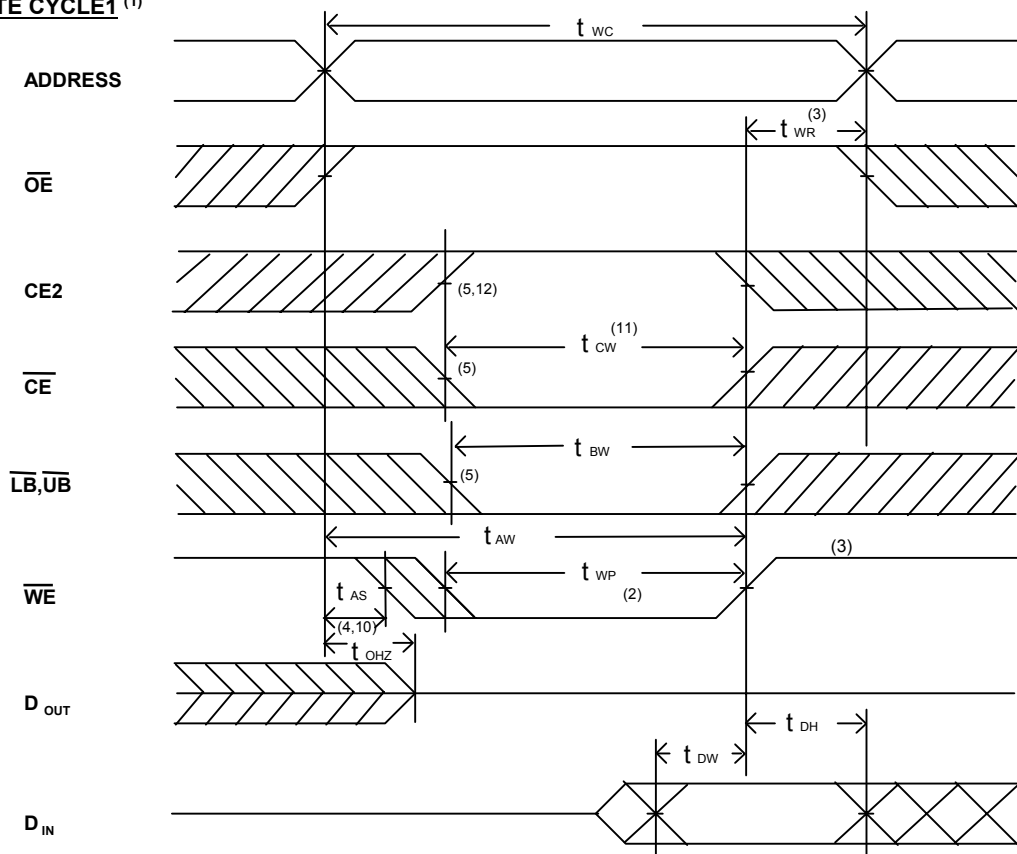 TE CYCLE1 (1)
t WC
ADDRESS
t WR (3)
OE
CE2
(5,12)
t CW (11)
CE
(5)
t BW
LB,UB
(5)
t AW
(3)
WE
t WP
(2)
t AS
(4,10)
t OHZ
D OUT
t DH
t DW
D IN